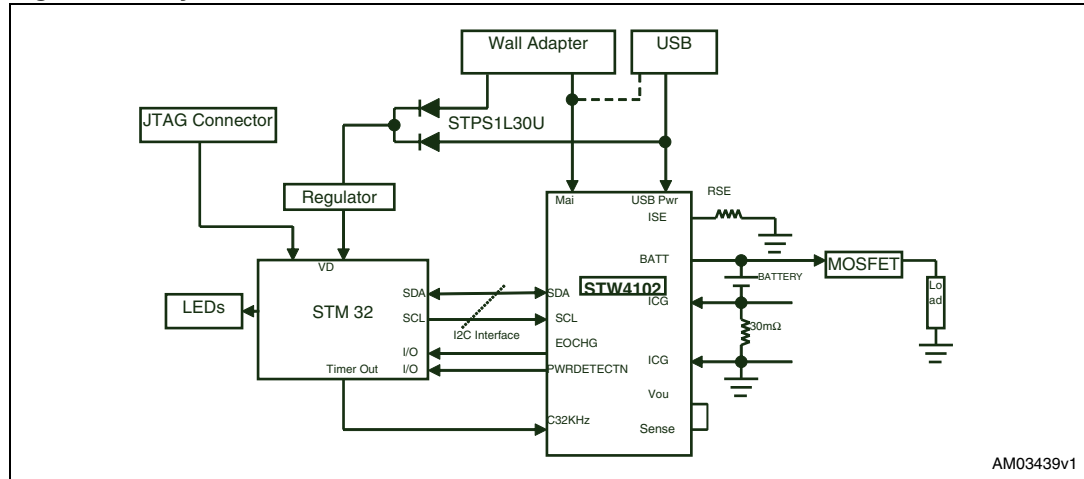 Wall Adapter
USB
JTAG Connector
STPS1L30U
Regulator
Mai
USB Pwr
RSE
ISE
VD
BATT
MOSFET
BATTERY
Lo
ad
LEDs
STM 32
SDA
SDA
STW4102
ICG
SCL
SCL
I2C Interface
30mΩ
I/O
EOCHG
Timer Out
I/O
PWRDETECTN
ICG
Vou
C32KHz
Sense
AM03439v1